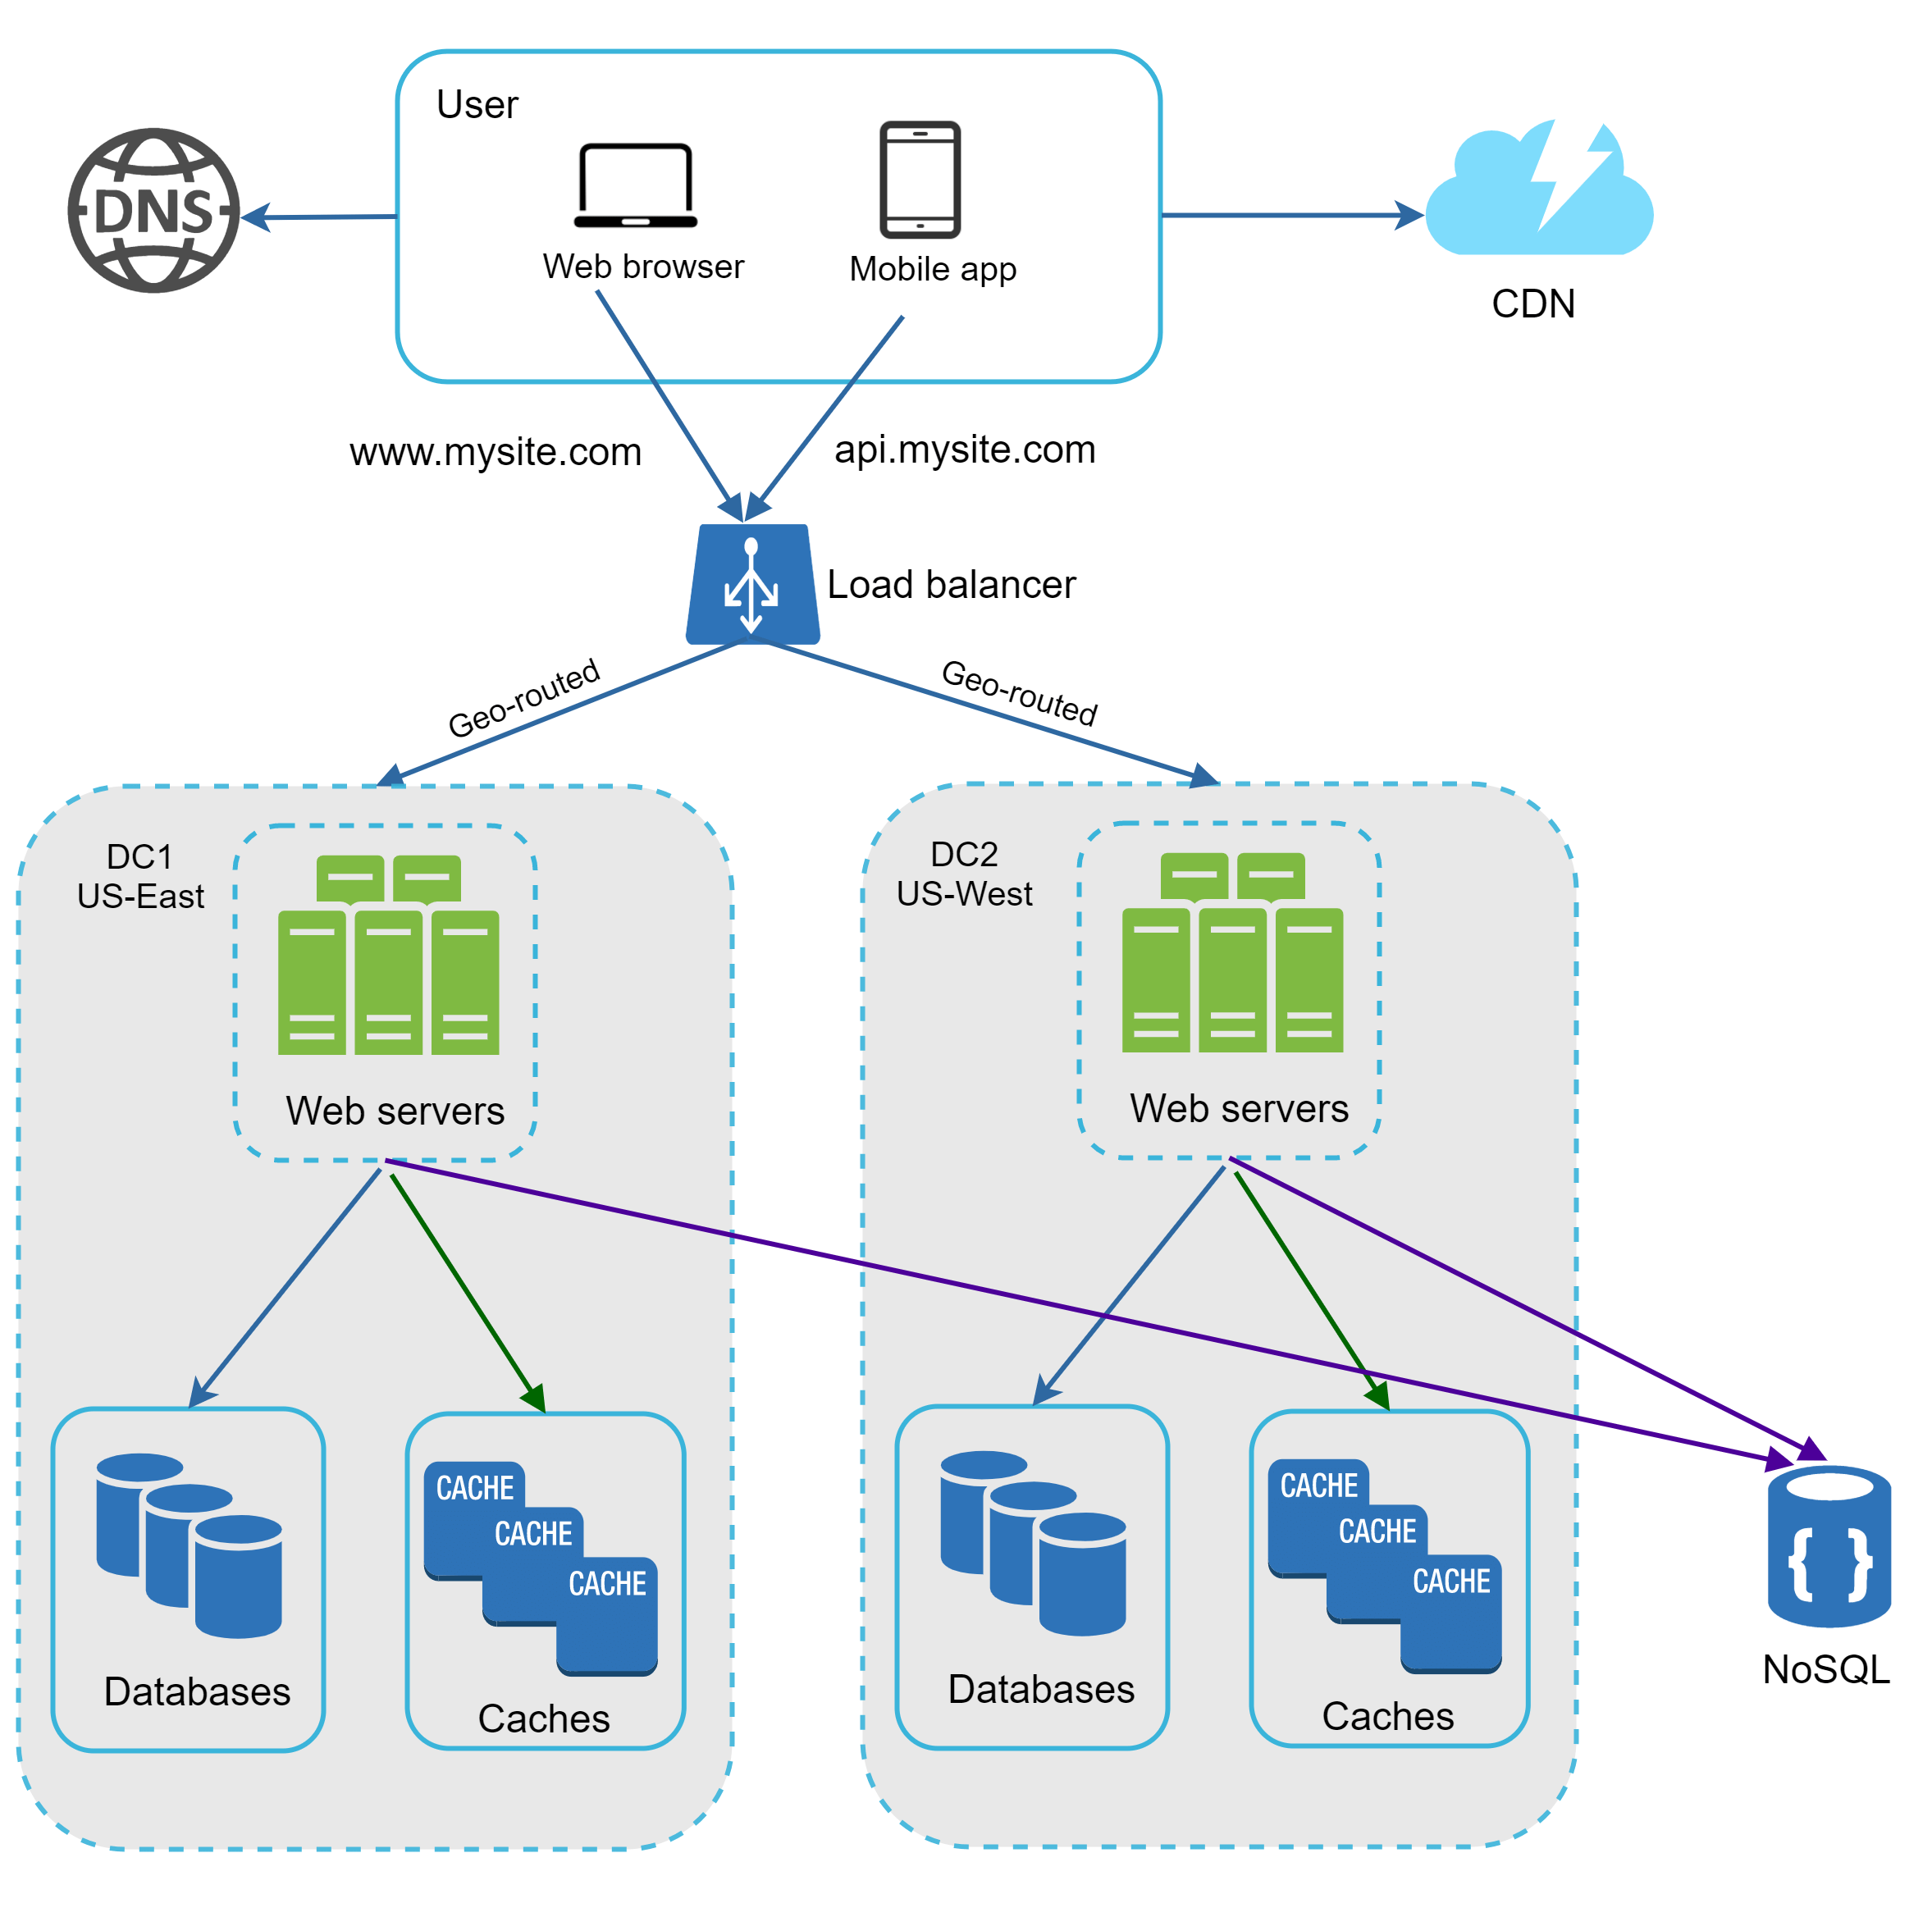 User
DNS
Web browser
Mobile app
CDN
www.mysite.com
api.mysite.com
Load balancer
Geo-routed
Geo-routed
DC1
US-East
Web servers
DC2
US-West
Web servers
CACHE
CACHE
CACHE
Databases
Caches
CACHE
CACHE
CACHE
Databases
Caches
{ }
NoSQL